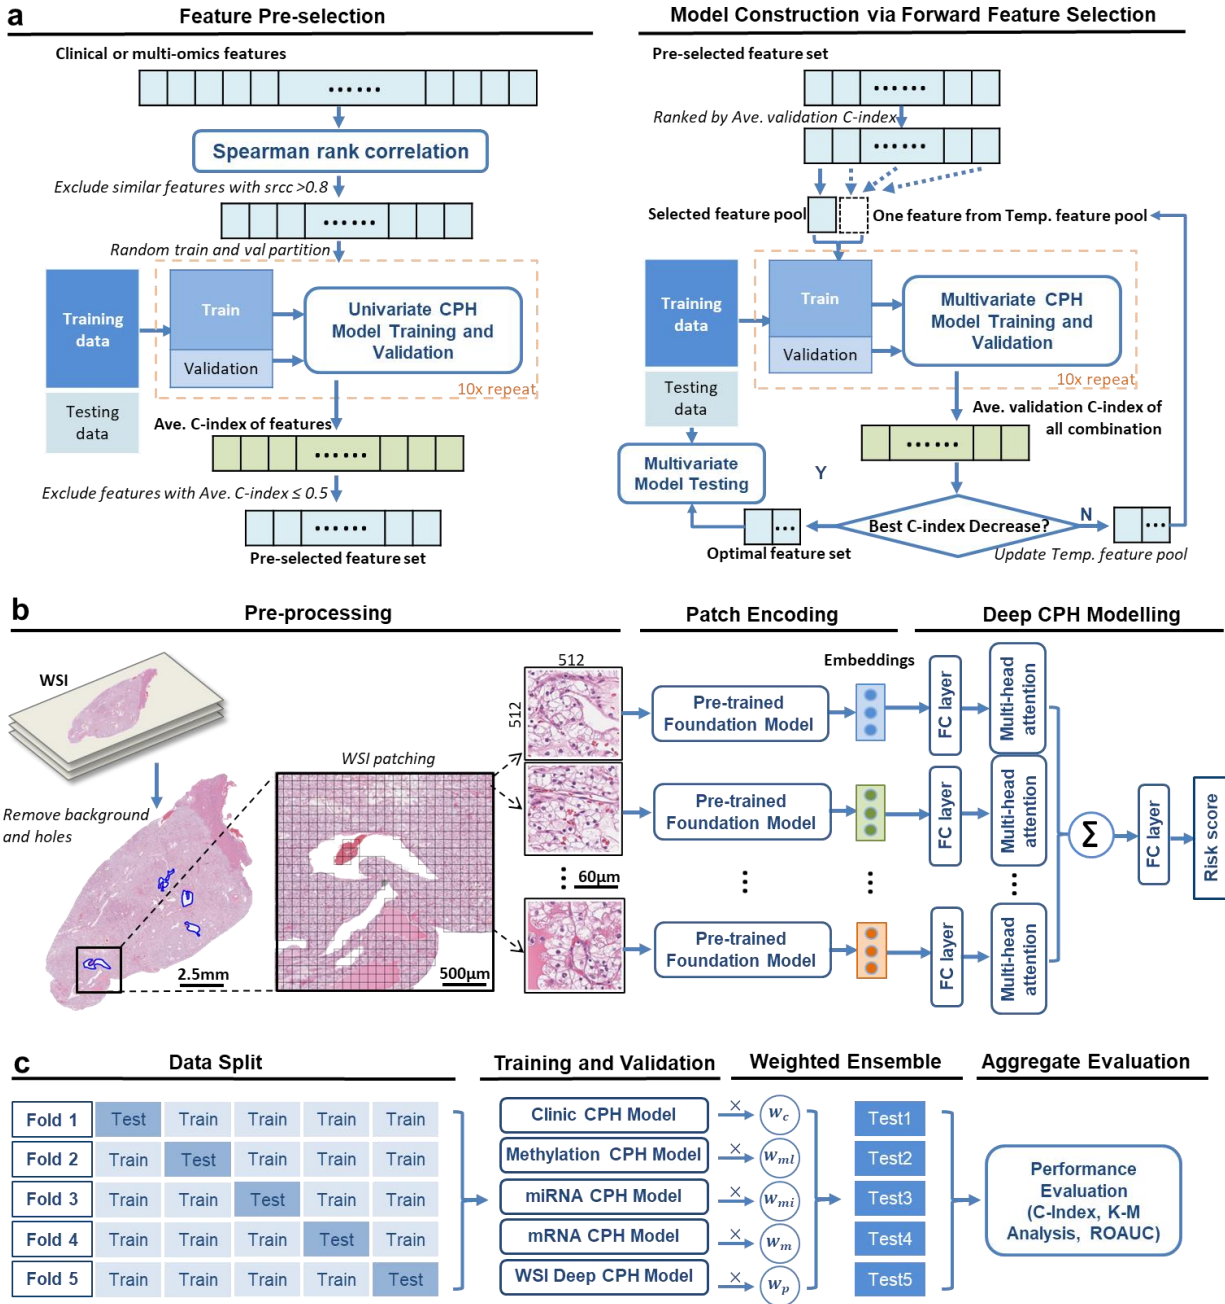 a
Feature Pre-selection
Clinical or multi-omics features
......
Spearman rank correlation
Exclude similar features with srcc >0.8
......
Random train and val partition
Training
data
Train
Validation
Univariate CPH
Model Training and
Validation
10x repeat
Testing
data
Ave. C-index of features
......
Exclude features with Ave. C-index ≤ 0.5
......
Pre-selected feature set
Model Construction via Forward Feature Selection
Pre-selected feature set
......
Ranked by Ave. validation C-index
......
Selected feature pool
One feature from Temp. feature pool
Training
data
Train
Validation
Multivariate CPH
Model Training and
Validation
10x repeat
Testing
data
Ave. validation C-index of
all combination
......
Multivariate
Model Testing
Y
Best C-index Decrease?
N
...
...
Optimal feature set
Update Temp. feature pool
b
Pre-processing
Patch Encoding
Deep CPH Modelling
WSI
Remove background
and holes
2.5mm
WSI patching
500µm
512
512
60µm
Embeddings
Pre-trained
Foundation Model
FC layer
Multi-head
attention
Pre-trained
Foundation Model
FC layer
Multi-head
attention
...
Pre-trained
Foundation Model
FC layer
Multi-head
attention
Σ
FC layer
Risk score
c
Data Split
Training and Validation
Weighted Ensemble
Aggregate Evaluation
Fold 1 Test Train Train Train Train
Fold 2 Train Test Train Train Train
Fold 3 Train Train Test Train Train
Fold 4 Train Train Train Test Train
Fold 5 Train Train Train Train Test
Clinic CPH Model × w_c
Methylation CPH Model × w_ml
miRNA CPH Model × w_mi
mRNA CPH Model × w_m
WSI Deep CPH Model × w_p
Test1
Test2
Test3
Test4
Test5
Performance
Evaluation
(C-Index, K-M
Analysis, ROAUC)